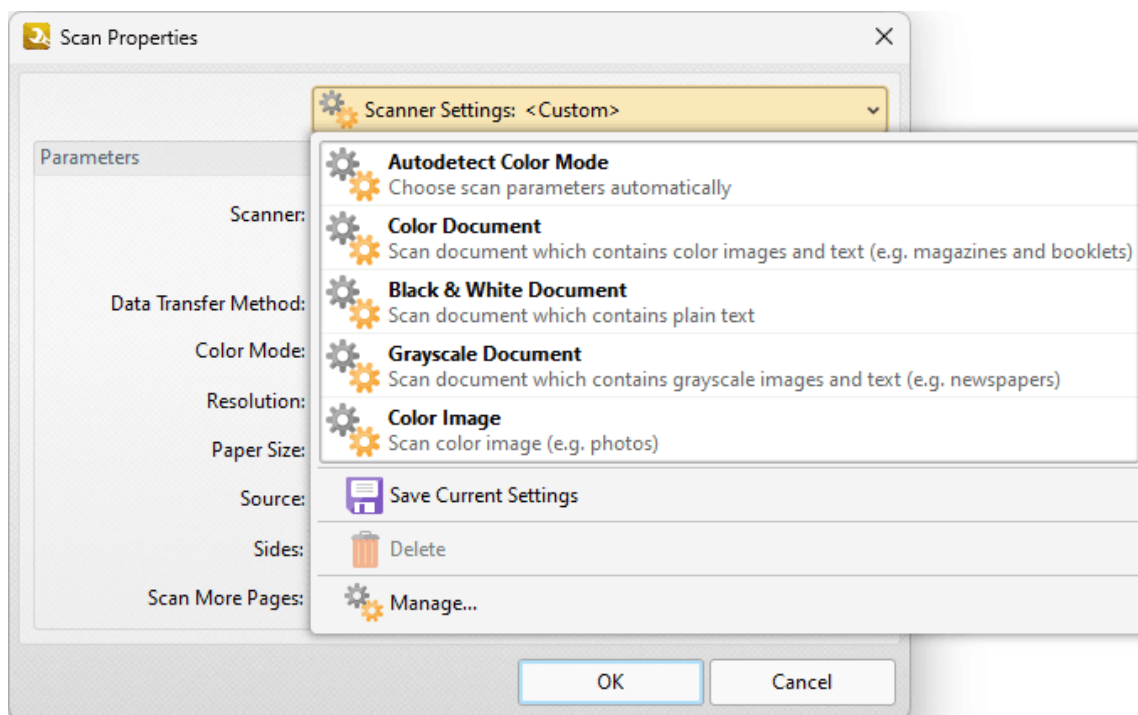 Scan Properties
Scanner Settings: <Custom>
Parameters
Autodetect Color Mode
Choose scan parameters automatically
Scanner:
Color Document
Scan document which contains color images and text (e.g. magazines and booklets)
Black & White Document
Data Transfer Method:
Scan document which contains plain text
Color Mode:
Grayscale Document
Scan document which contains grayscale images and text (e.g. newspapers)
Resolution:
Color Image
Scan color image (e.g. photos)
Paper Size:
Source:
Save Current Settings
Sides:
Delete
Scan More Pages:
Manage...
OK
Cancel